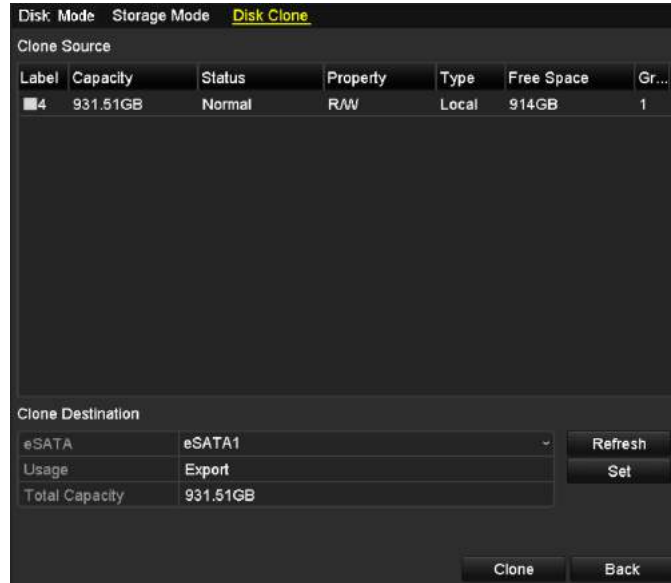 Disk Mode Storage Mode Disk Clone
Clone Source
Label Capacity Status Property Type Free Space Gr...
4 931.51GB Normal R/W Local 914GB 1
Clone Destination
eSATA eSATA1 Refresh
Usage Export Set
Total Capacity 931.51GB
Clone Back